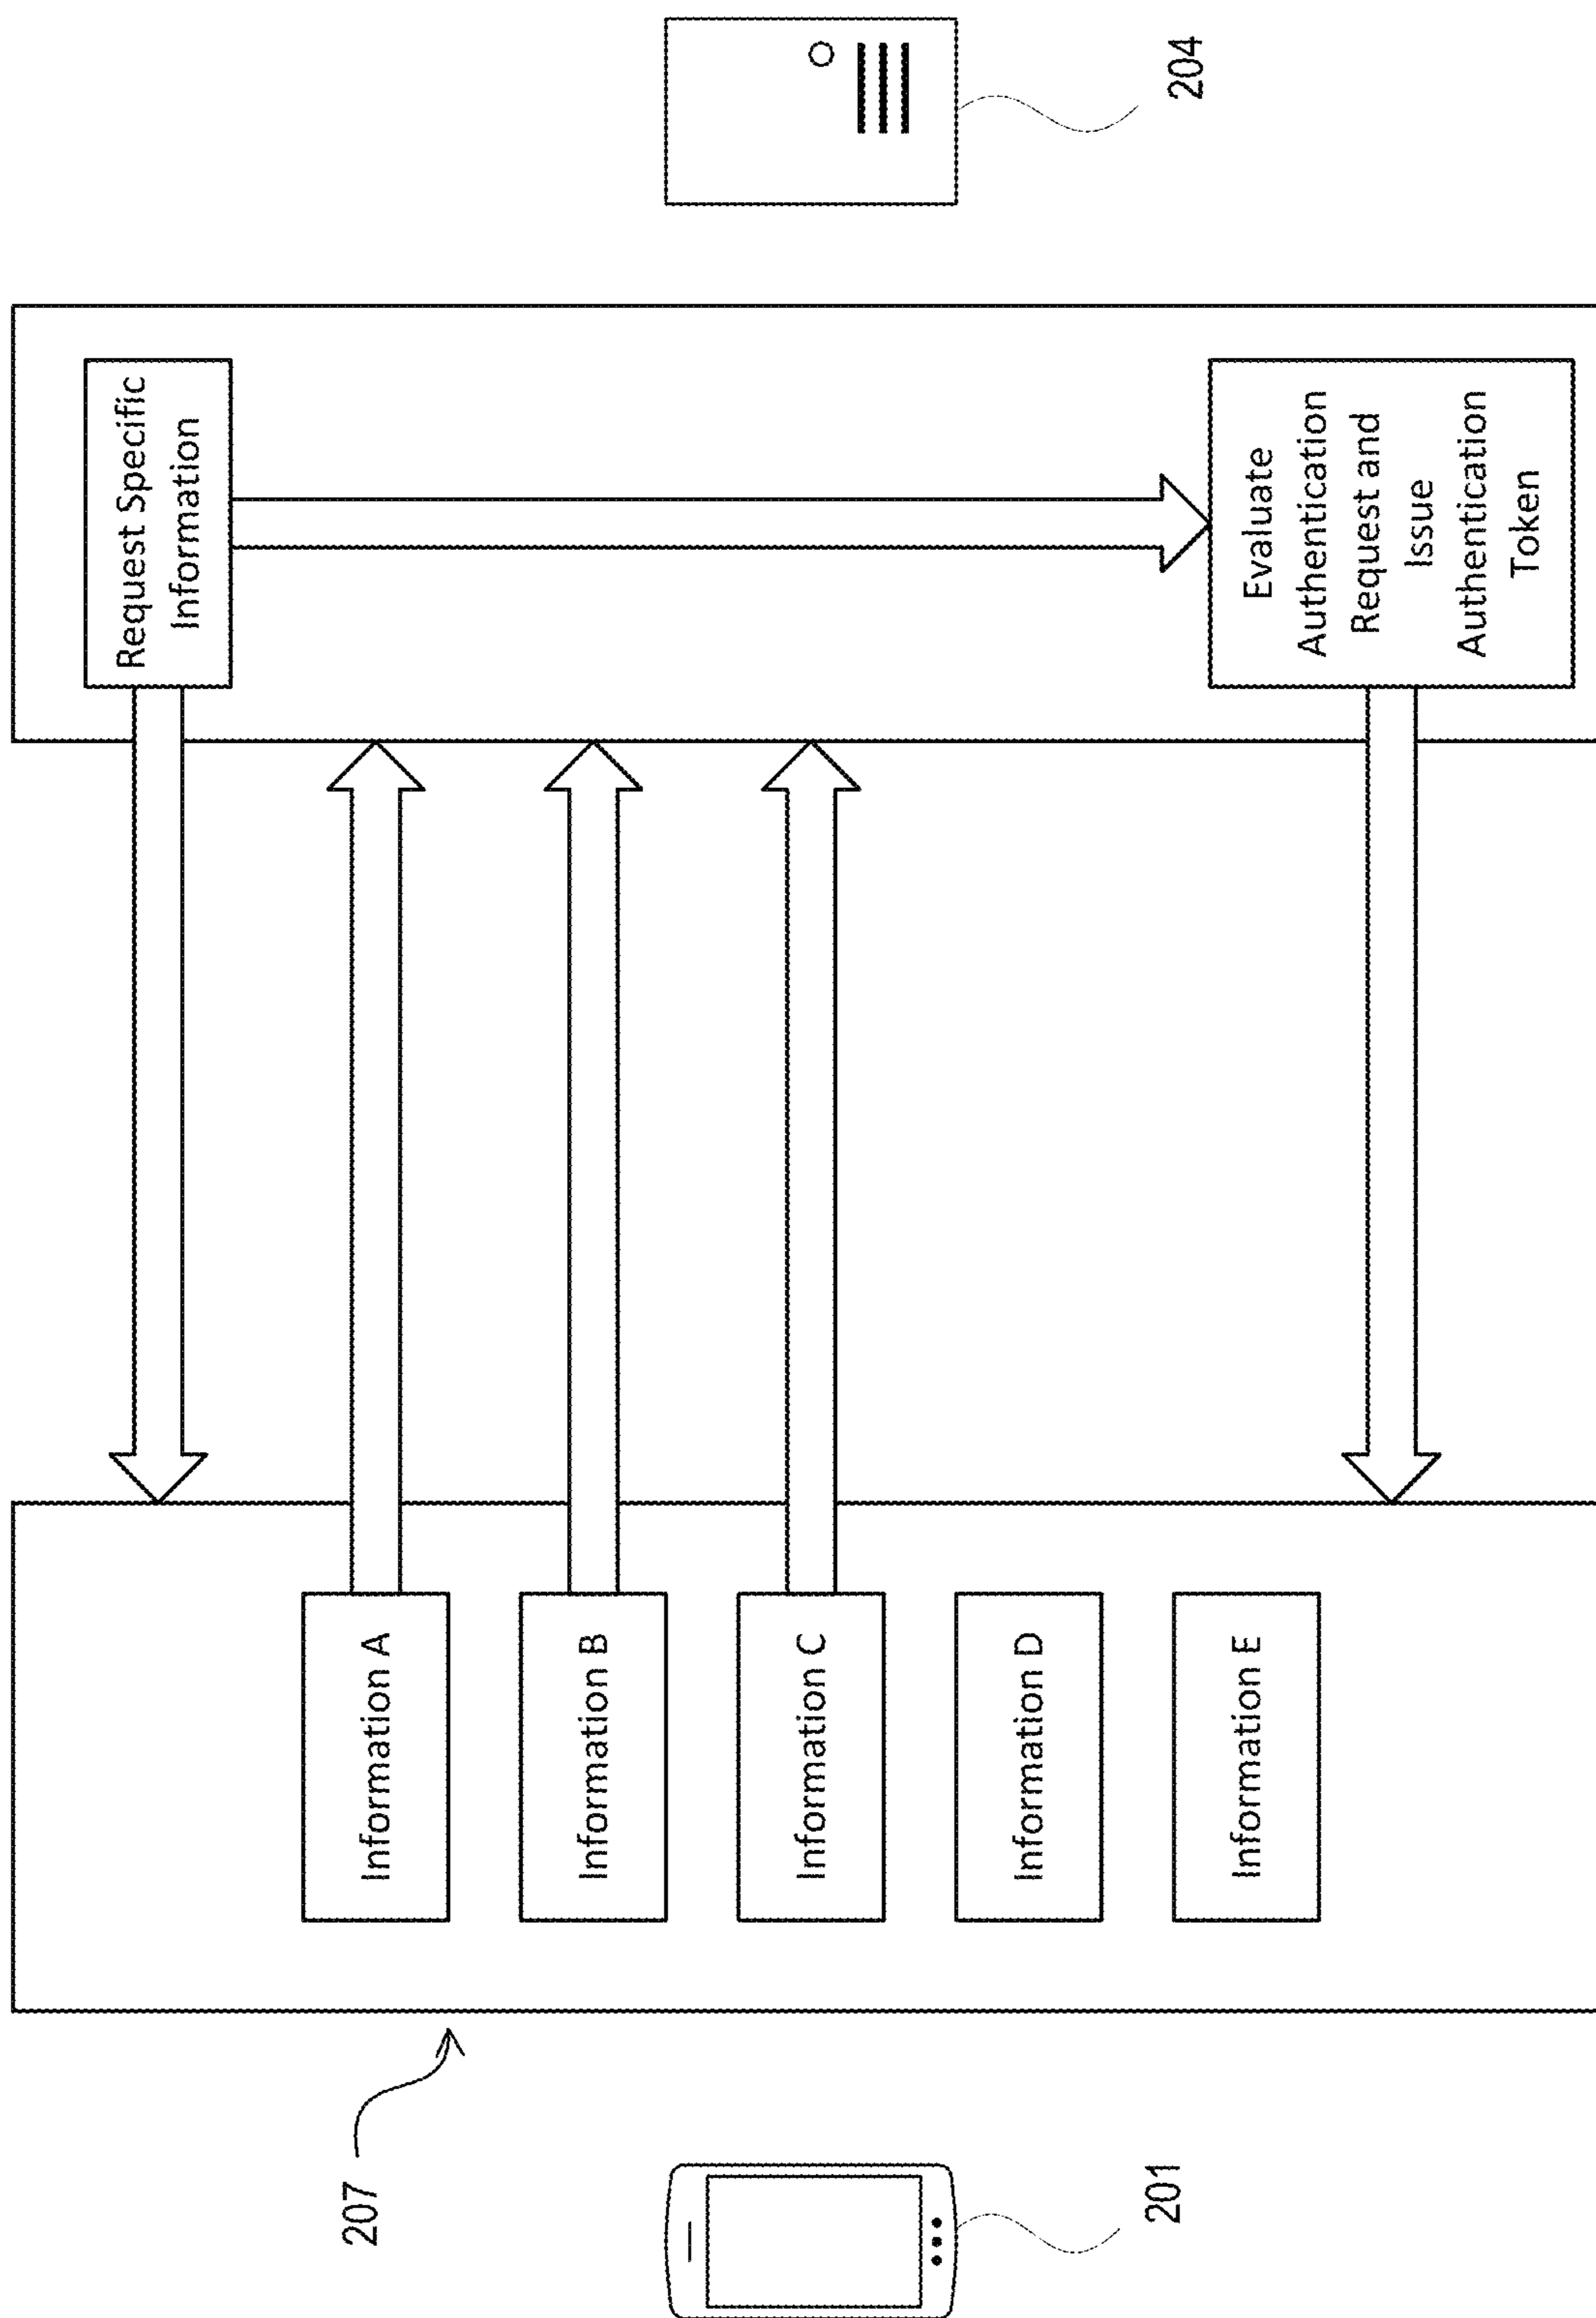 Request Specific
Information
207
Information A
Information B
Information C
Information D
Information E
201
204
Evaluate
Authentication
Request and
Issue
Authentication
Token